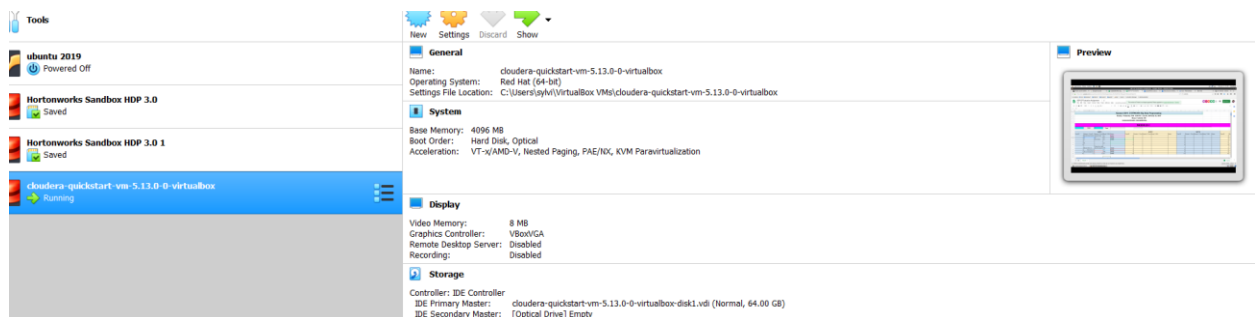 Tools
ubuntu 2019
Powered Off
Hortonworks Sandbox HDP 3.0
Saved
Hortonworks Sandbox HDP 3.0 1
Saved
cloudera-quickstart-vm-5.13.0-0-virtualbox
Running
New Settings Discard Show
General
Name: cloudera-quickstart-vm-5.13.0-0-virtualbox
Operating System: Red Hat (64-bit)
Settings File Location: C:\Users\sylvi\VirtualBox VMs\cloudera-quickstart-vm-5.13.0-0-virtualbox
System
Base Memory: 4096 MB
Boot Order: Hard Disk, Optical
Acceleration: VT-x/AMD-V, Nested Paging, PAE/NX, KVM Paravirtualization
Display
Video Memory: 8 MB
Graphics Controller: VBoxVGA
Remote Desktop Server: Disabled
Recording: Disabled
Storage
Controller: IDE Controller
IDE Primary Master: cloudera-quickstart-vm-5.13.0-0-virtualbox-disk1.vdi (Normal, 64.00 GB)
IDE Secondary Master: [Optical Drive] Empty
Preview